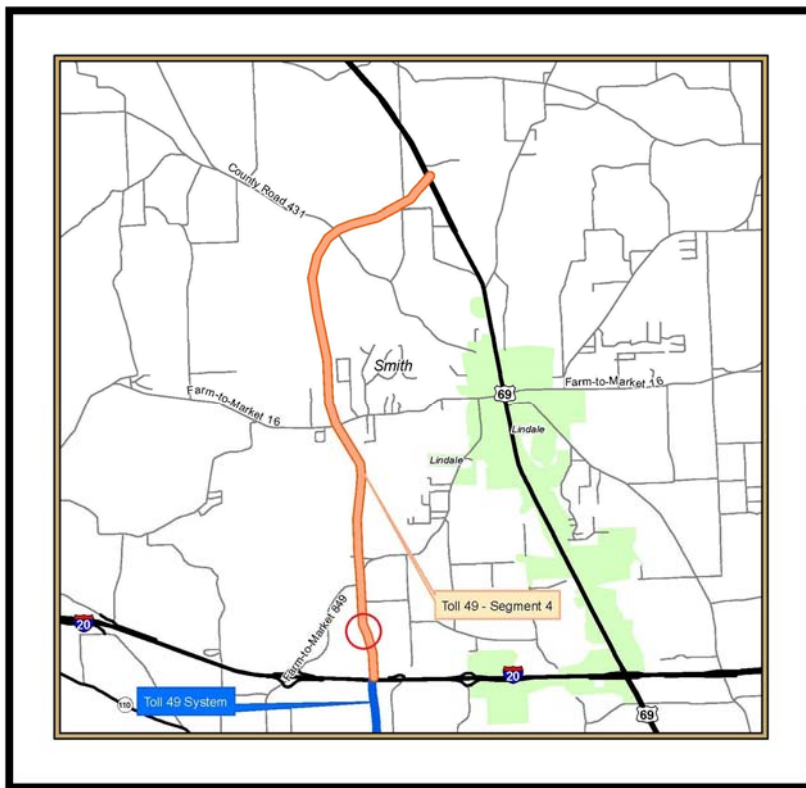 County Road 431
Smith
Farm-to-Market 16
Farm-to-Market 16
69
Lindale
Lindale
Toll 49 - Segment 4
Farm-to-Market 849
20
20
Toll 49 System
110
69